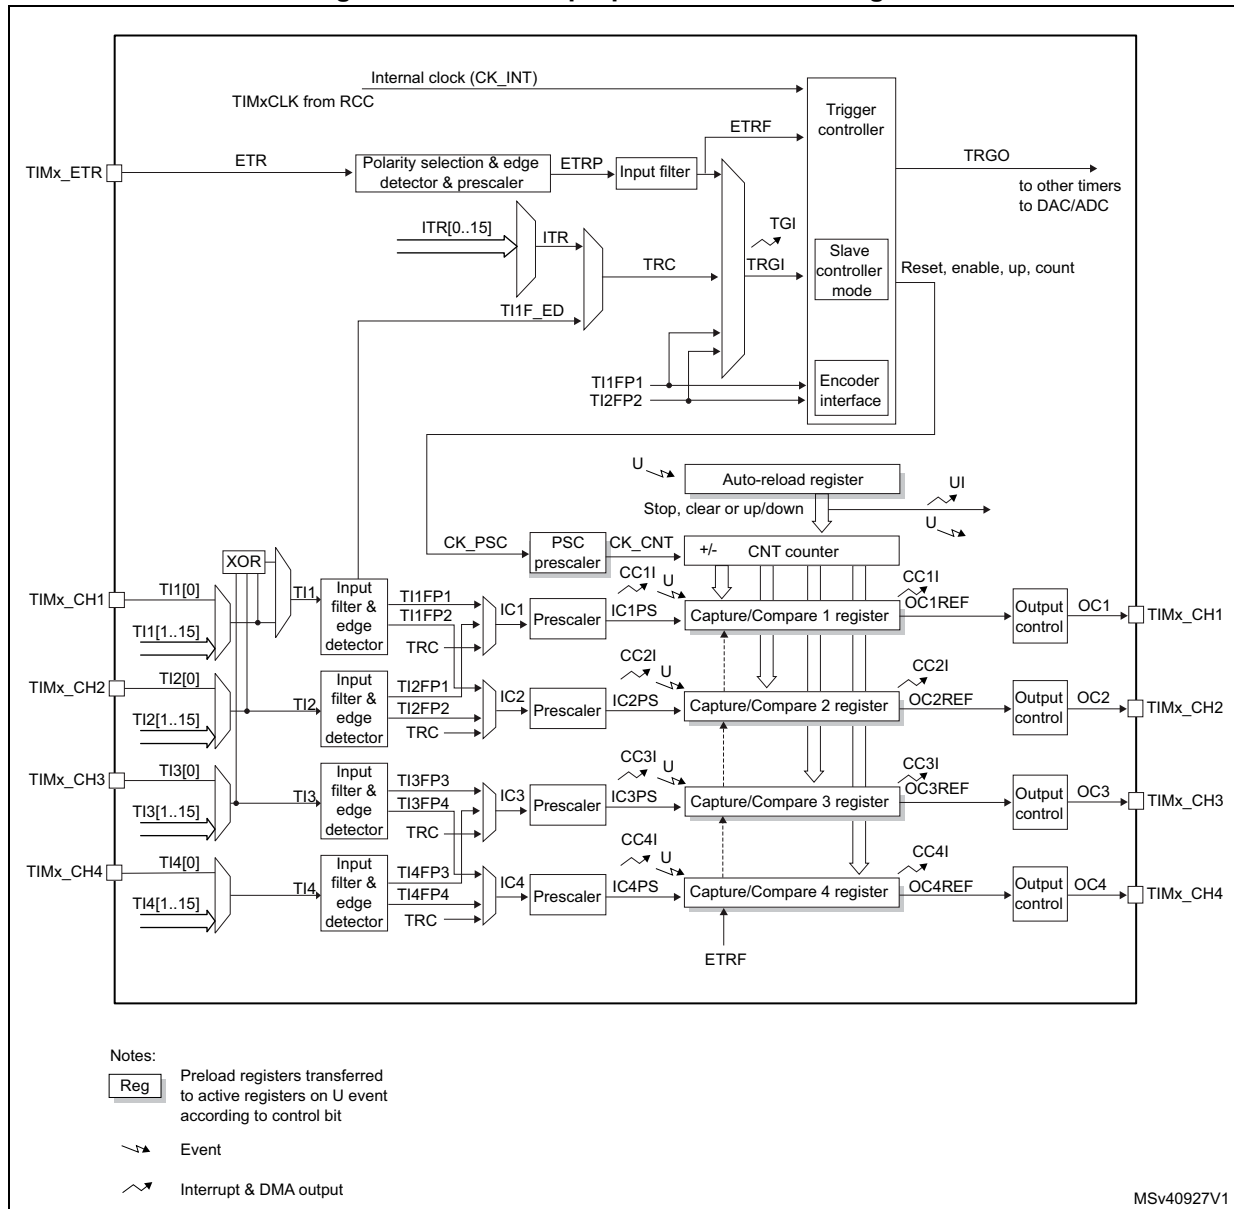 Internal clock (CK_INT)
TIMxCLK from RCC
Trigger
controller
ETRF
TIMx_ETR
ETR
Polarity selection & edge
detector & prescaler
ETRP
Input filter
TRGO
to other timers
to DAC/ADC
ITR[0..15]
ITR
TGI
TRC
TRGI
Slave
controller
mode
Reset, enable, up, count
TI1F_ED
TI1FP1
TI2FP2
Encoder
interface
U
Auto-reload register
UI
Stop, clear or up/down
U
CK_PSC
PSC
prescaler
CK_CNT
+/-
CNT counter
XOR
TIMx_CH1
TI1[0]
TI1[1..15]
TI1
Input
filter &
edge
detector
TI1FP1
TI1FP2
TRC
IC1
Prescaler
IC1PS
CC1I
U
Capture/Compare 1 register
CC1I
OC1REF
Output
control
OC1
TIMx_CH1
TIMx_CH2
TI2[0]
TI2[1..15]
TI2
Input
filter &
edge
detector
TI2FP1
TI2FP2
TRC
IC2
Prescaler
IC2PS
CC2I
U
Capture/Compare 2 register
CC2I
OC2REF
Output
control
OC2
TIMx_CH2
TIMx_CH3
TI3[0]
TI3[1..15]
TI3
Input
filter &
edge
detector
TI3FP3
TI3FP4
TRC
IC3
Prescaler
IC3PS
CC3I
U
Capture/Compare 3 register
CC3I
OC3REF
Output
control
OC3
TIMx_CH3
TIMx_CH4
TI4[0]
TI4[1..15]
TI4
Input
filter &
edge
detector
TI4FP3
TI4FP4
TRC
IC4
Prescaler
IC4PS
CC4I
U
Capture/Compare 4 register
CC4I
OC4REF
Output
control
OC4
TIMx_CH4
ETRF
Notes:
Reg
Preload registers transferred
to active registers on U event
according to control bit
Event
Interrupt & DMA output
MSv40927V1